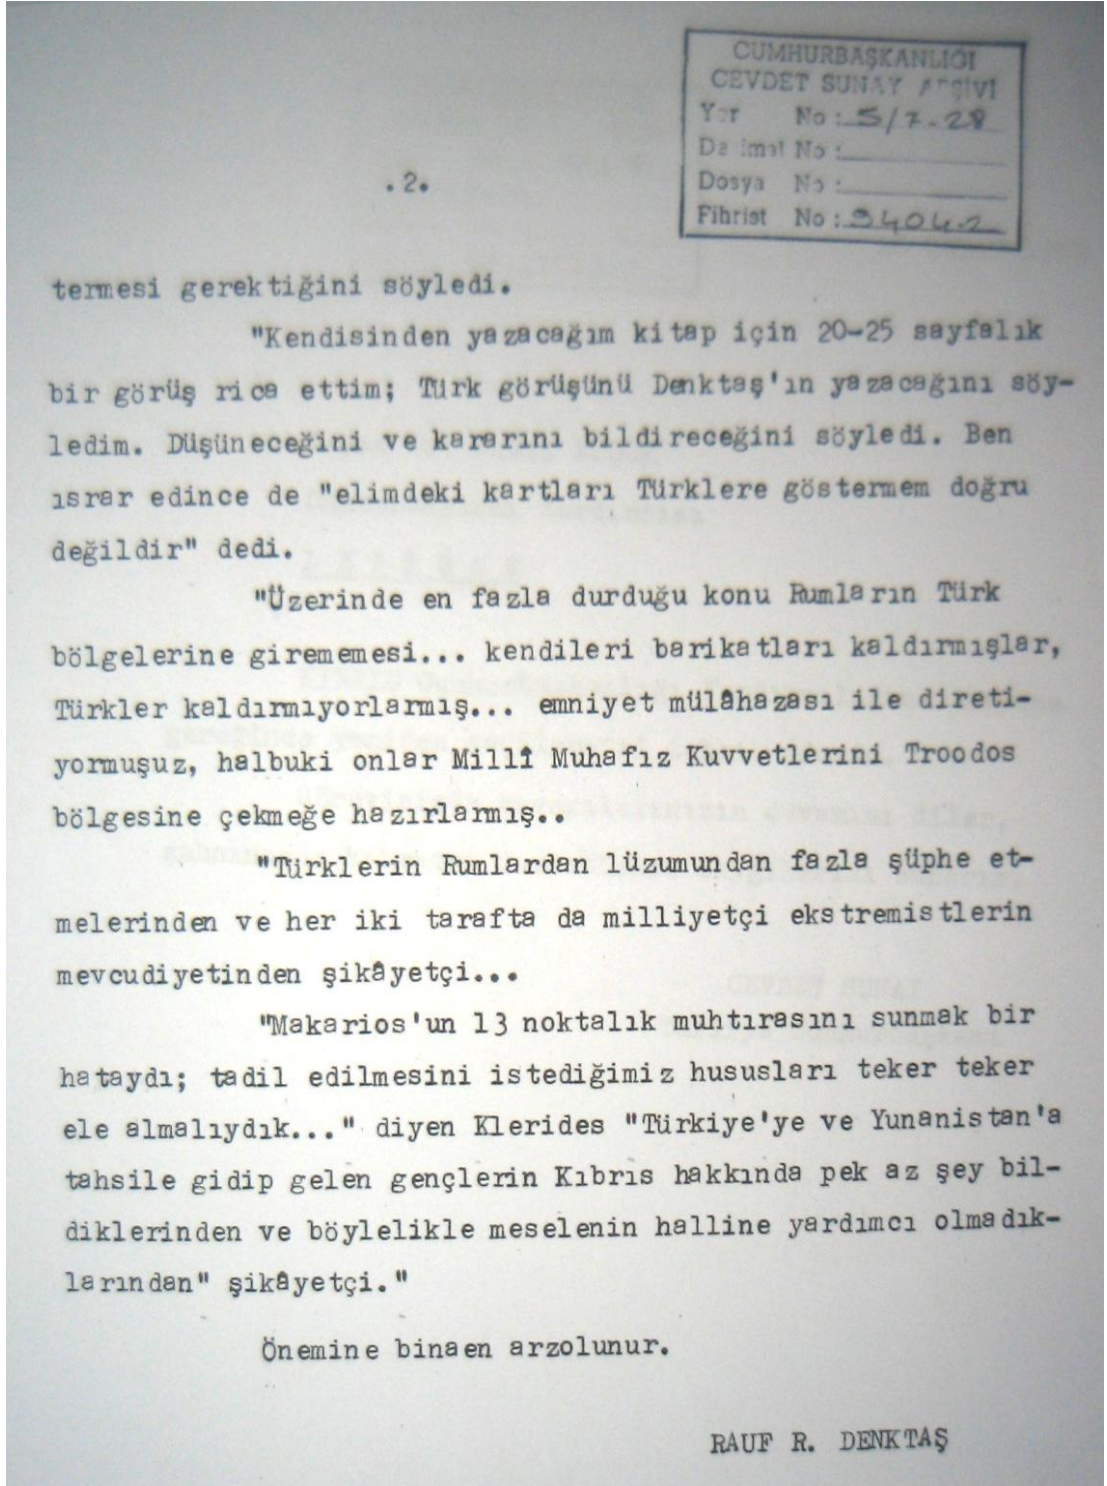 CUMHURBAŞKANLIĞI
CEVDET SUNAY ARŞİVİ
Yer No : 5/7-28
Da imal No :
Dosya No :
Fihrist No : 94042
.2.
termesi gerektiğini söyledi.
"Kendisinden yazacağım kitap için 20-25 sayfalık
bir görüş rica ettim; Türk görüşünü Denktaş'ın yazacağını söy-
ledim. Düşüneceğini ve kararını bildireceğini söyledi. Ben
ısrar edince de "elimdeki kartları Türklere göstermem doğru
değildir" dedi.
"Üzerinde en fazla durduğu konu Rumların Türk
bölgelerine girememesi... kendileri barikatları kaldırmışlar,
Türkler kaldırmıyorlarmış... emniyet mülâhazası ile direti-
yormuşuz, halbuki onlar Millî Muhafız Kuvvetlerini Troodos
bölgesine çekmeğe hazırlarmış..
"Türklerin Rumlardan lüzumundan fazla şüphe et-
melerinden ve her iki tarafta da milliyetçi ekstremistlerin
mevcudiyetinden şikâyetçi...
"Makarios'un 13 noktalık muhtırasını sunmak bir
hataydı; tadil edilmesini istediğimiz hususları teker teker
ele almalıydık..." diyen Klerides "Türkiye'ye ve Yunanistan'a
tahsile gidip gelen gençlerin Kıbrıs hakkında pek az şey bil-
diklerinden ve böylelikle meselenin halline yardımcı olmadık-
larından" şikâyetçi."
Önemine binaen arzolunur.
RAUF R. DENKTAŞ